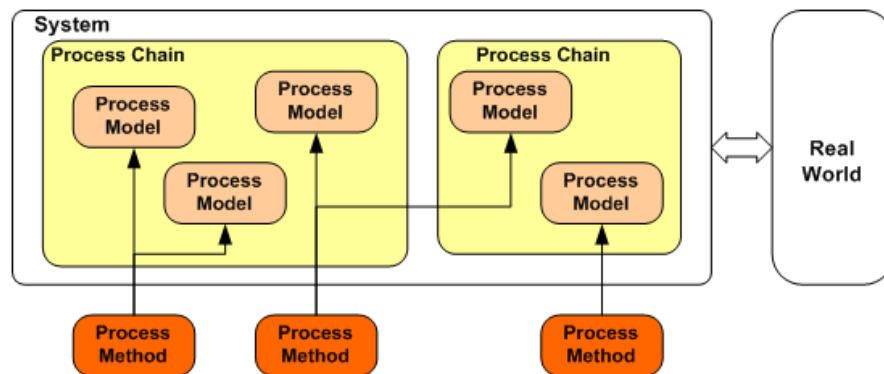 System
Process Chain
Process
Model
Process
Model
Process
Model
Process Chain
Process
Model
Process
Model
Real
World
Process
Method
Process
Method
Process
Method